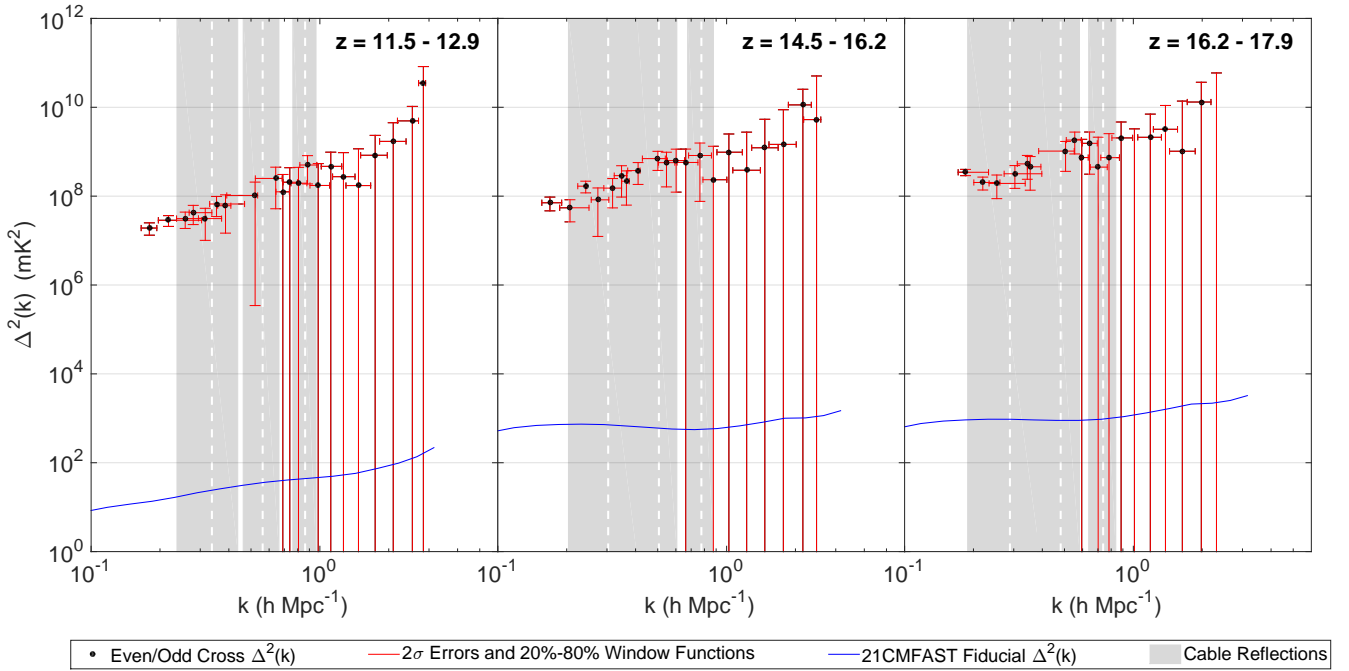 z = 11.5 - 12.9
z = 14.5 - 16.2
z = 16.2 - 17.9
10^12
10^10
10^8
10^6
10^4
10^2
10^0
Δ^2(k) (mK^2)
10^-1 10^0 10^-1 10^0 10^-1 10^0
k (h Mpc^-1) k (h Mpc^-1) k (h Mpc^-1)
Even/Odd Cross Δ^2(k) 2σ Errors and 20%-80% Window Functions 21CMFAST Fiducial Δ^2(k) Cable Reflections